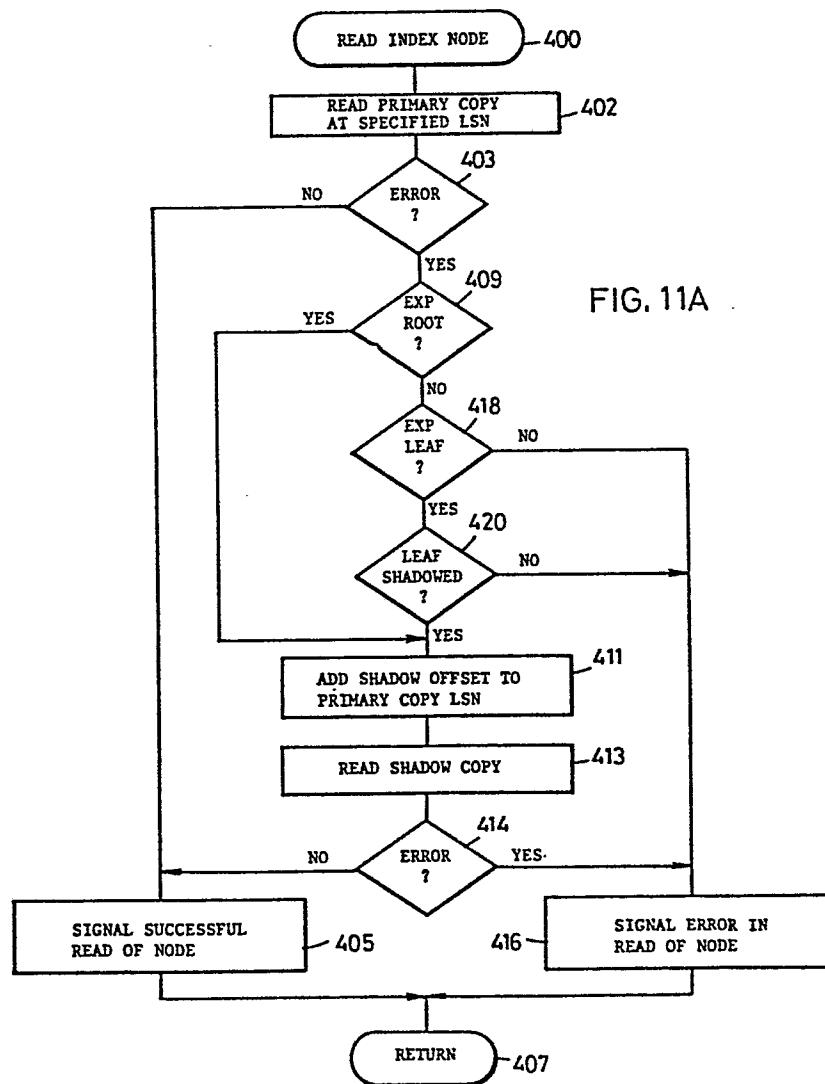 READ INDEX NODE
400
READ PRIMARY COPY
AT SPECIFIED LSN
402
403
NO
ERROR
?
YES
409
FIG. 11A
YES
EXP
ROOT
?
NO
418
EXP
LEAF
?
NO
YES
420
LEAF
SHADOWED
?
NO
YES
411
ADD SHADOW OFFSET TO
PRIMARY COPY LSN
READ SHADOW COPY
413
414
NO
ERROR
?
YES.
SIGNAL SUCCESSFUL
READ OF NODE
405
416
SIGNAL ERROR IN
READ OF NODE
RETURN
407